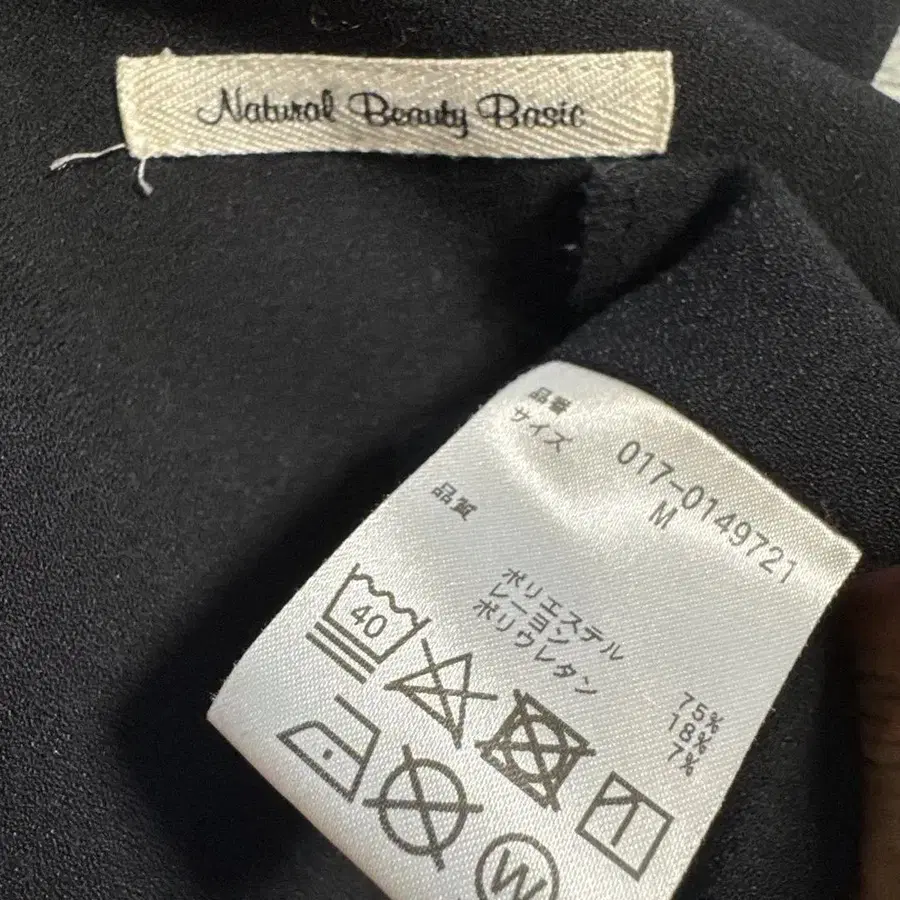 Natural Beauty Basic
品番 017-0149721
サイズ M
品質
ポリエステル 75%
レーヨン 18%
ポリウレタン 7%
40
W